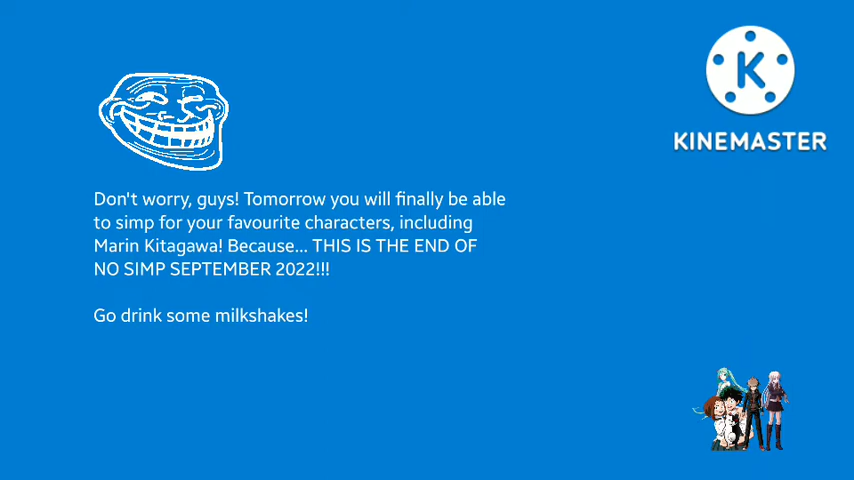 K
KINEMASTER
Don't worry, guys! Tomorrow you will finally be able
to simp for your favourite characters, including
Marin Kitagawa! Because... THIS IS THE END OF
NO SIMP SEPTEMBER 2022!!!
Go drink some milkshakes!